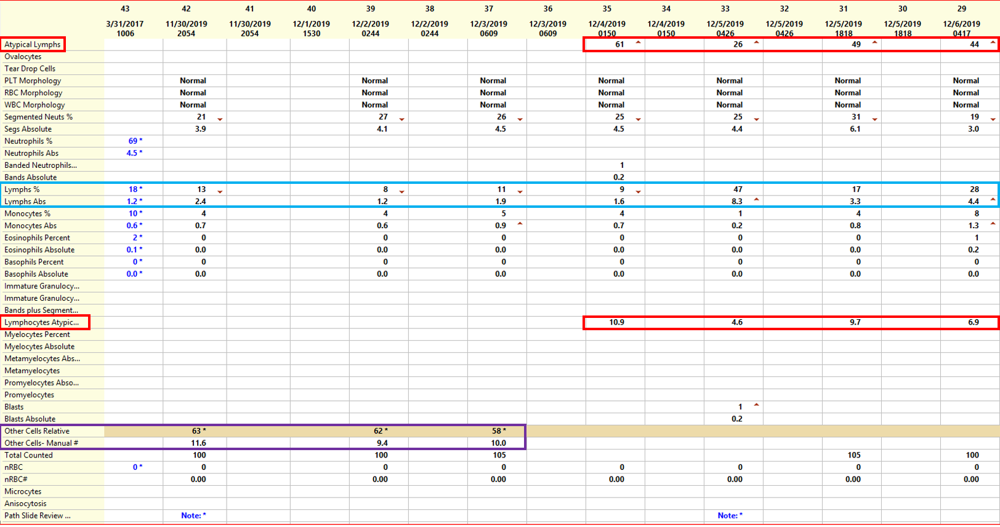 43 42 41 40 39 38 37 36 35 34 33 32 31 30 29
3/31/2017 11/30/2019 11/30/2019 12/1/2019 12/2/2019 12/2/2019 12/3/2019 12/3/2019 12/4/2019 12/4/2019 12/5/2019 12/5/2019 12/5/2019 12/5/2019 12/6/2019
1006 2054 2054 1530 0244 0244 0609 0609 0150 0150 0426 0426 1818 1818 0417
Atypical Lymphs 61 26 49 44
Ovalocytes
Tear Drop Cells
PLT Morphology Normal Normal Normal Normal Normal Normal Normal
RBC Morphology Normal Normal Normal Normal Normal Normal Normal
WBC Morphology Normal Normal Normal Normal Normal Normal Normal
Segmented Neuts % 21 27 26 25 25 31 19
Segs Absolute 3.9 4.1 4.5 4.5 4.4 6.1 3.0
Neutrophils % 69 *
Neutrophils Abs 4.5 *
Banded Neutrophils... 1
Bands Absolute 0.2
Lymphs % 18 * 13 8 11 9 47 17 28
Lymphs Abs 1.2 * 2.4 1.2 1.9 1.6 8.3 3.3 4.4
Monocytes % 10 * 4 4 5 4 1 4 8
Monocytes Abs 0.6 * 0.7 0.6 0.9 0.7 0.2 0.8 1.3
Eosinophils Percent 2 * 0 0 0 0 0 0 1
Eosinophils Absolute 0.1 * 0.0 0.0 0.0 0.0 0.0 0.0 0.2
Basophils Percent 0 * 0 0 0 0 0 0 0
Basophils Absolute 0.0 * 0.0 0.0 0.0 0.0 0.0 0.0 0.0
Immature Granulocy...
Immature Granulocy...
Bands plus Segment...
Lymphocytes Atypic... 10.9 4.6 9.7 6.9
Myelocytes Percent
Myelocytes Absolute
Metamyelocytes Abs...
Metamyelocytes
Promyelocytes Abso...
Promyelocytes
Blasts 1
Blasts Absolute 0.2
Other Cells Relative 63 * 62 * 58 *
Other Cells- Manual # 11.6 9.4 10.0
Total Counted 100 100 105 105 100
nRBC 0 * 0 0 0 0 0 0 0
nRBC# 0.00 0.00 0.00 0.00 0.00 0.00 0.00
Microcytes
Anisocytosis
Path Slide Review ... Note: * Note: *